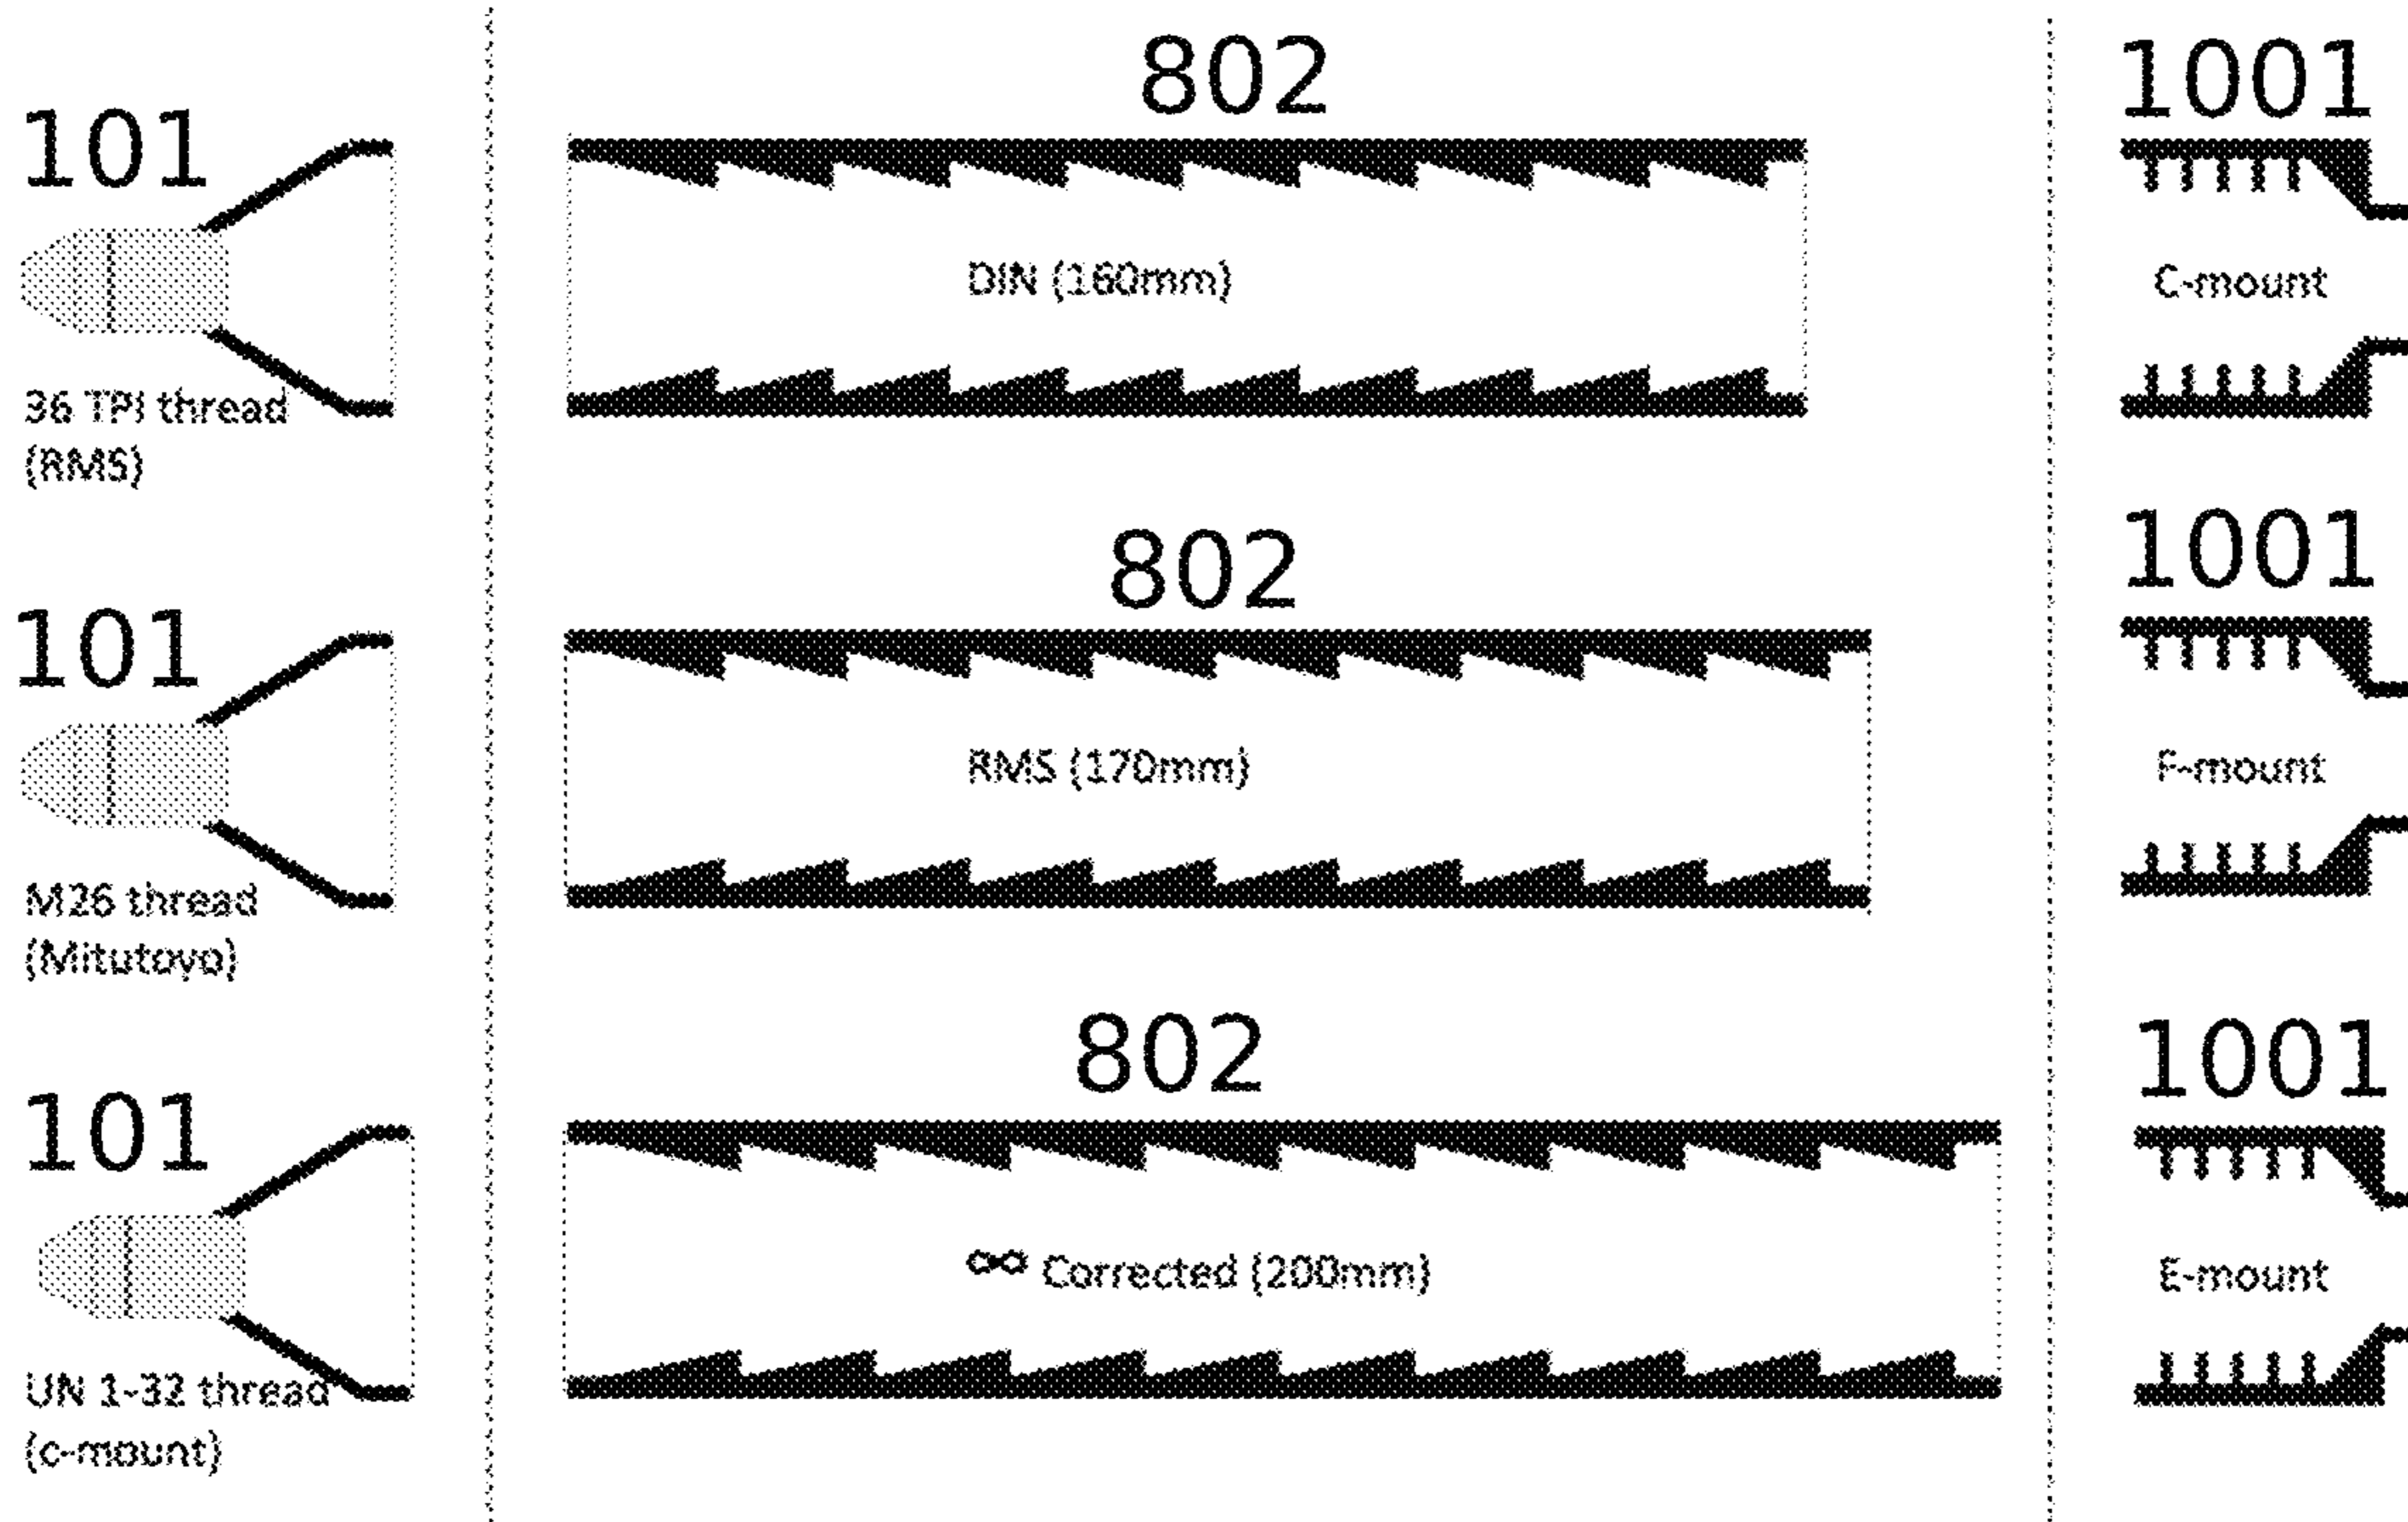 802
1001
101
DIN (160mm)
C-mount
36 TPI thread
(RMS)
802
1001
101
RMS (170mm)
F-mount
M26 thread
(Mitutoyo)
802
1001
101
∞ Corrected (200mm)
E-mount
UN 1-32 thread
(c-mount)